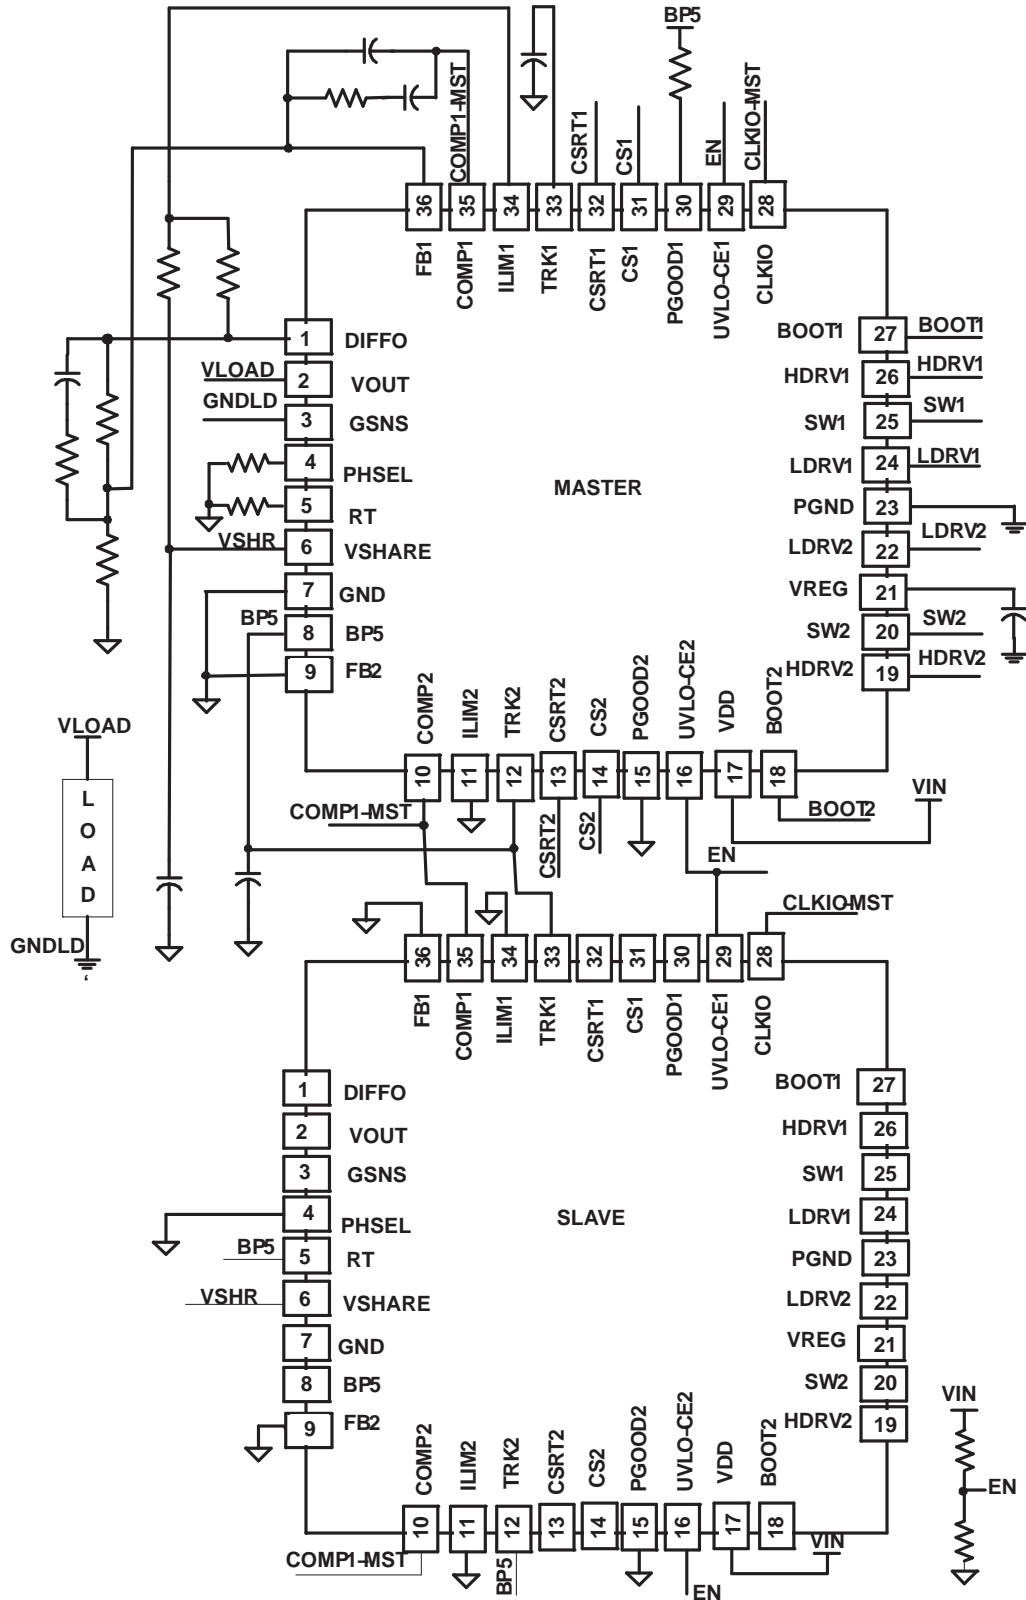 BP5
COMP1-MST
CSRT1
CS1
EN
CLKIO-MST
36
35
34
33
32
31
30
29
28
FB1
COMP1
ILIM1
TRK1
CSRT1
CS1
PGOOD1
UVLO-CE1
CLKIO
1 DIFFO
VLOAD 2 VOUT
GNDLD 3 GSNS
4 PHSEL
5 RT
VSHR 6 VSHARE
7 GND
BP5 8 BP5
9 FB2
MASTER
BOOT1 27 BOOT1
HDRV1 26 HDRV1
SW1 25 SW1
LDRV1 24 LDRV1
PGND 23
LDRV2 22 LDRV2
VREG 21
SW2 20 SW2
HDRV2 19 HDRV2
COMP2
ILIM2
TRK2
CSRT2
CS2
PGOOD2
UVLO-CE2
VDD
BOOT2
10
11
12
13
14
15
16
17
18
COMP1-MST
CSRT2
CS2
BOOT2
VIN
EN
VLOAD
LOAD
GNDLD
CLKIO-MST
36
35
34
33
32
31
30
29
28
FB1
COMP1
ILIM1
TRK1
CSRT1
CS1
PGOOD1
UVLO-CE1
CLKIO
1 DIFFO
2 VOUT
3 GSNS
4 PHSEL
BP5 5 RT
VSHR 6 VSHARE
7 GND
8 BP5
9 FB2
SLAVE
BOOT1 27
HDRV1 26
SW1 25
LDRV1 24
PGND 23
LDRV2 22
VREG 21
SW2 20
HDRV2 19
COMP2
ILIM2
TRK2
CSRT2
CS2
PGOOD2
UVLO-CE2
VDD
BOOT2
10
11
12
13
14
15
16
17
18
COMP1-MST
BP5
EN
VIN
VIN
EN